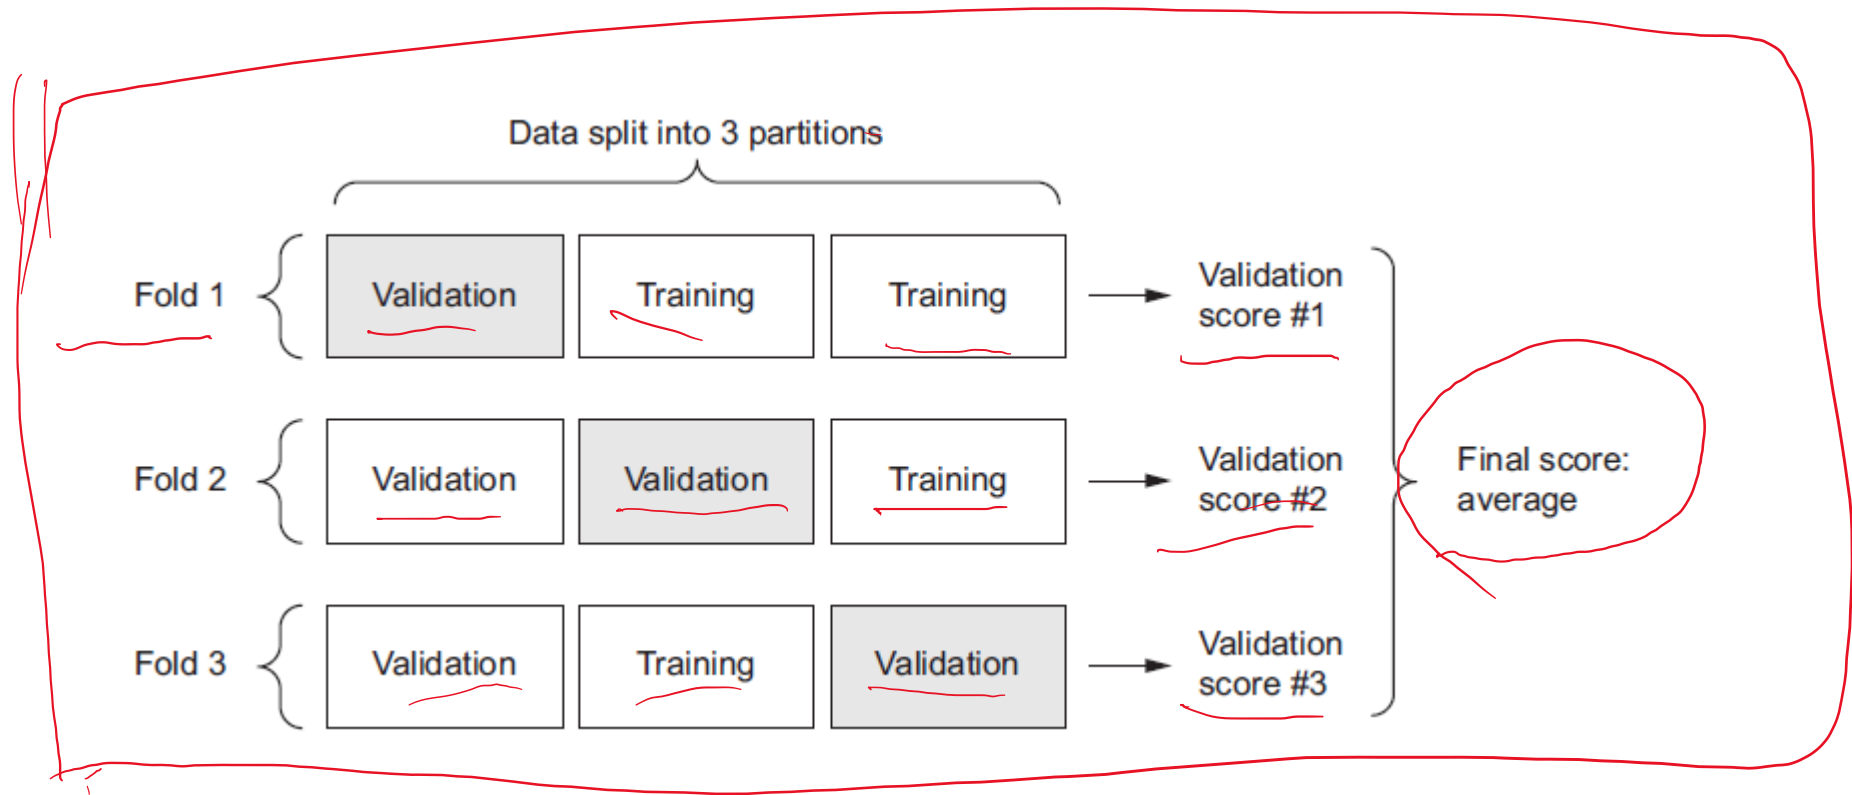 Data split into 3 partitions
Fold 1
Validation
Training
Training
Validation
score #1
Fold 2
Validation
Validation
Training
Validation
score #2
Final score:
average
Fold 3
Validation
Training
Validation
Validation
score #3